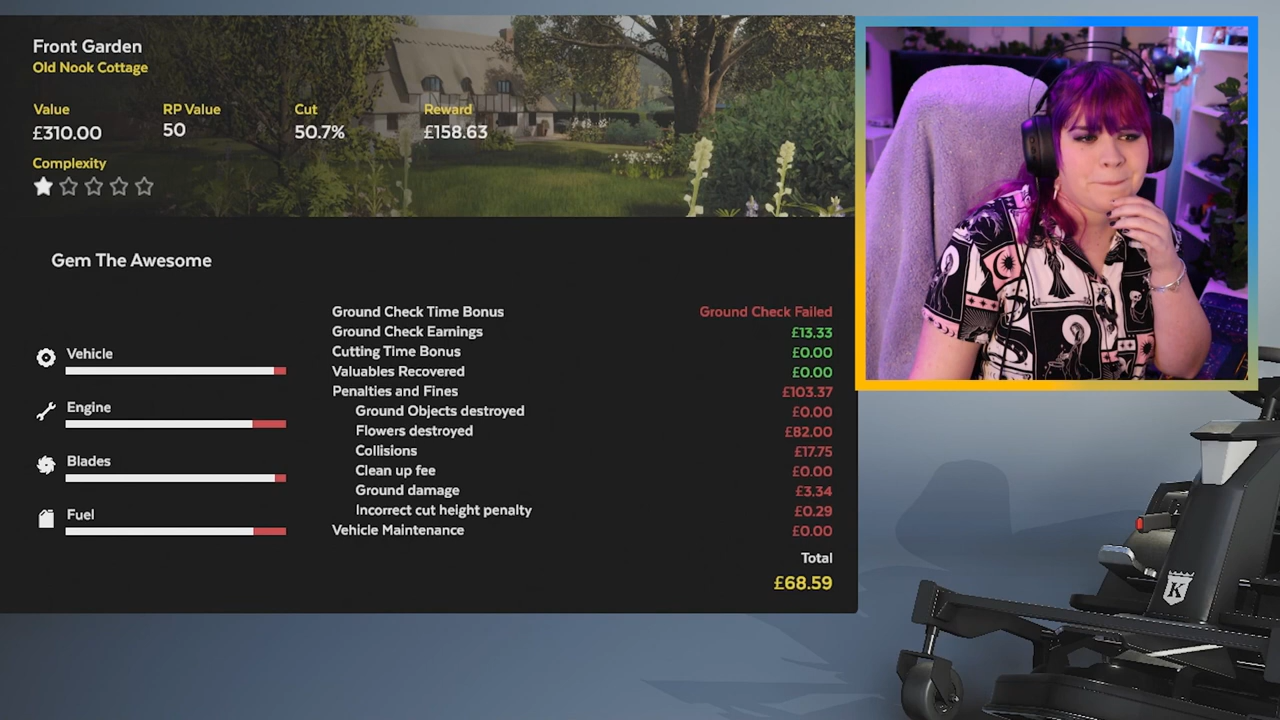 Front Garden
Old Nook Cottage
Value RP Value Cut Reward
£310.00 50 50.7% £158.63
Complexity
Gem The Awesome
Vehicle
Engine
Blades
Fuel
Ground Check Time Bonus Ground Check Failed
Ground Check Earnings £13.33
Cutting Time Bonus £0.00
Valuables Recovered £0.00
Penalties and Fines £103.37
Ground Objects destroyed £0.00
Flowers destroyed £82.00
Collisions £17.75
Clean up fee £0.00
Ground damage £3.34
Incorrect cut height penalty £0.29
Vehicle Maintenance £0.00
Total
£68.59
K